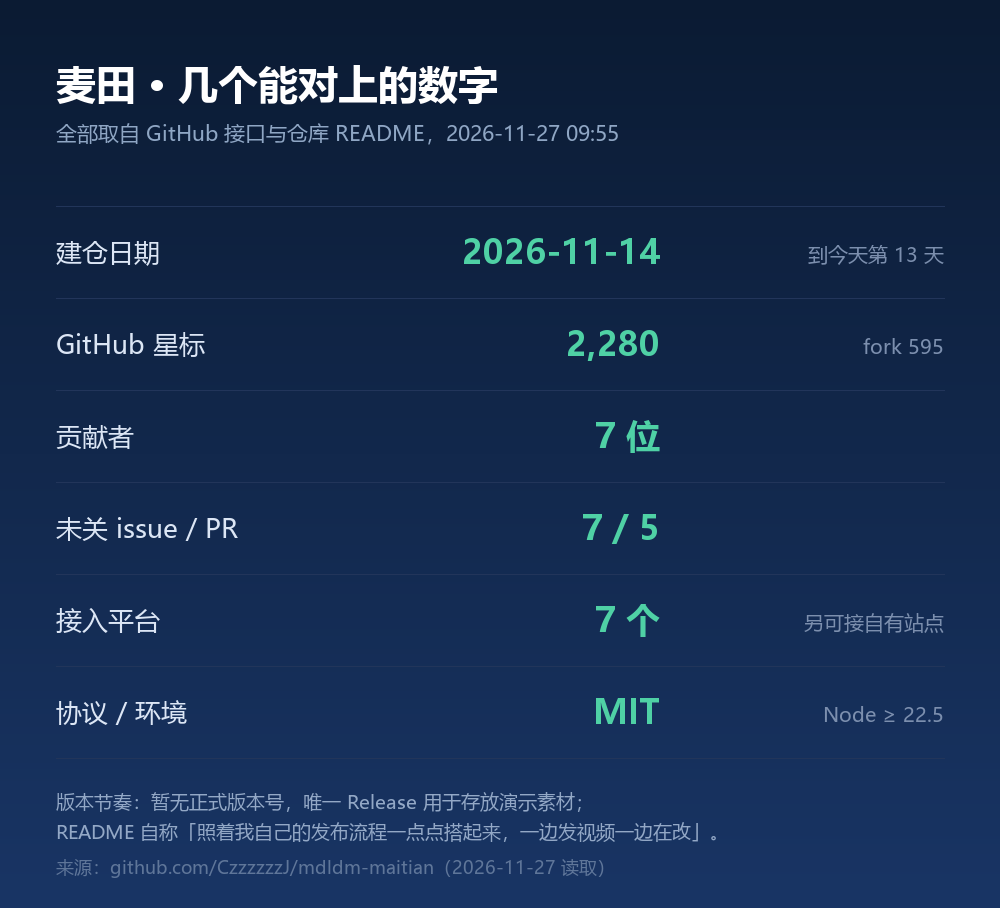 麦田 · 几个能对上的数字
全部取自 GitHub 接口与仓库 README，2026-11-27 09:55
建仓日期 2026-11-14 到今天第 13 天
GitHub 星标 2,280 fork 595
贡献者 7 位
未关 issue / PR 7 / 5
接入平台 7 个 另可接自有站点
协议 / 环境 MIT Node ≥ 22.5
版本节奏：暂无正式版本号，唯一 Release 用于存放演示素材；
README 自称「照着我自己的发布流程一点点搭起来，一边发视频一边在改」。
来源：github.com/CzzzzzzJ/mdldm-maitian（2026-11-27 读取）